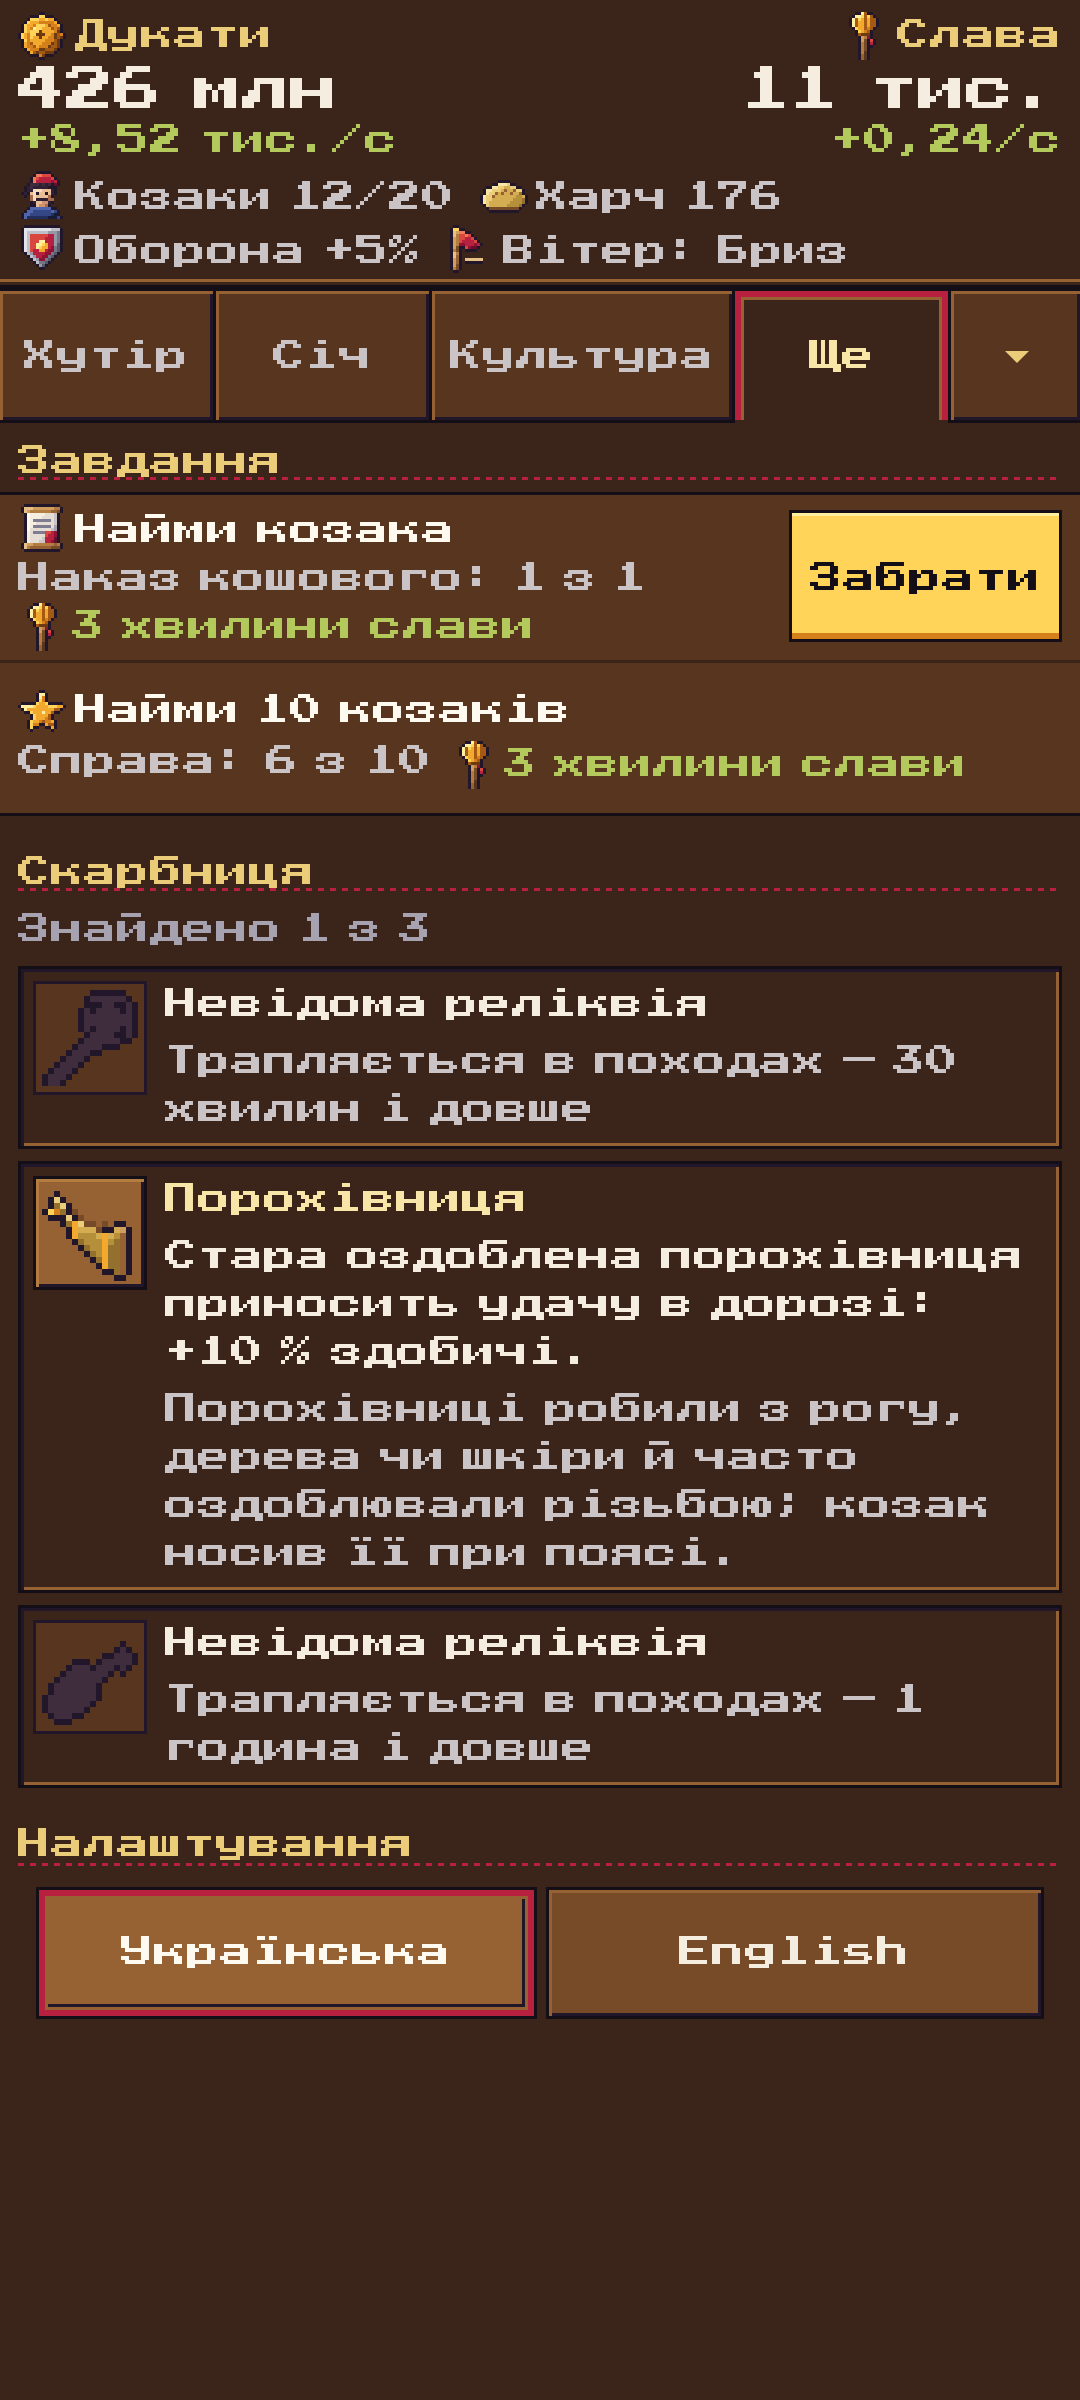 Дукати
Слава
426 млн
11 тис.
+8,52 тис./с
+0,24/с
Козаки 12/20 Харч 176
Оборона +5% Вітер: Бриз
Хутір
Січ
Культура
Ще
Завдання
Найми козака
Наказ кошового: 1 з 1
3 хвилини слави
Забрати
Найми 10 козаків
Справа: 6 з 10 3 хвилини слави
Скарбниця
Знайдено 1 з 3
Невідома реліквія
Трапляється в походах — 30
хвилин і довше
Порохівниця
Стара оздоблена порохівниця
приносить удачу в дорозі:
+10 % здобичі.
Порохівниці робили з рогу,
дерева чи шкіри й часто
оздоблювали різьбою; козак
носив її при поясі.
Невідома реліквія
Трапляється в походах — 1
година і довше
Налаштування
Українська
English